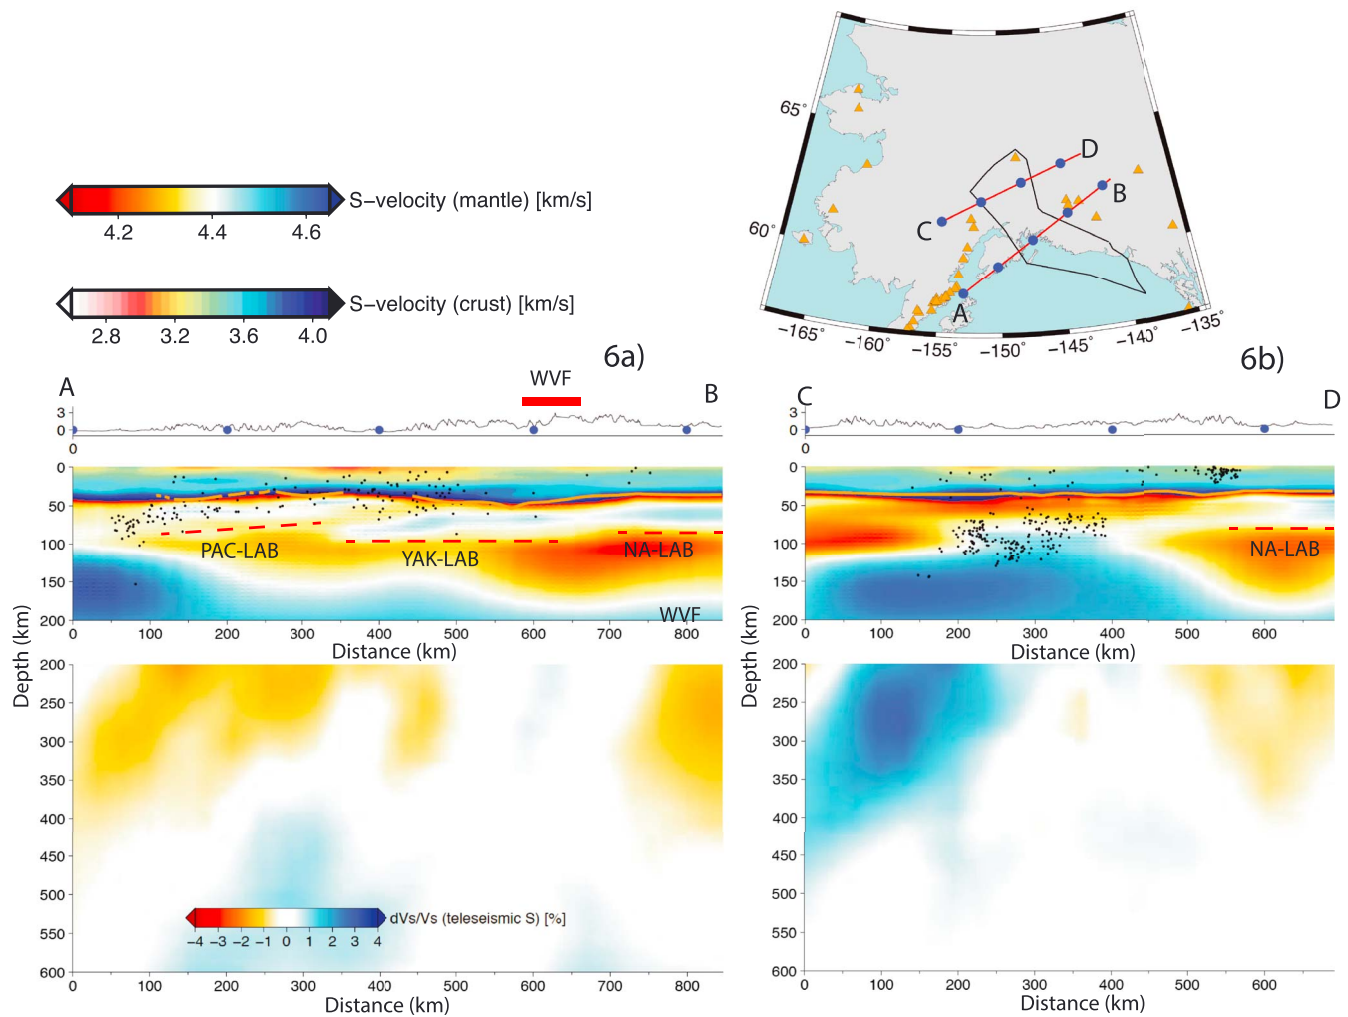 S−velocity (mantle) [km/s]
4.2 4.4 4.6
S−velocity (crust) [km/s]
2.8 3.2 3.6 4.0
65°
60°
D
B
C
A
−165 −160 −155 −150 −145 −140 −135
6a)
6b)
A
WVF
B
3
0
0
0
50
100
150
200
PAC-LAB
YAK-LAB
NA-LAB
WVF
0 100 200 300 400 500 600 700 800
Distance (km)
Depth (km)
200
250
300
350
400
450
500
550
600
dVs/Vs (teleseismic S) [%]
−4 −3 −2 −1 0 1 2 3 4
0 100 200 300 400 500 600 700 800
Distance (km)
C
D
3
0
0
0
50
100
150
200
NA-LAB
0 100 200 300 400 500 600
Distance (km)
Depth (km)
200
250
300
350
400
450
500
550
600
0 100 200 300 400 500 600
Distance (km)